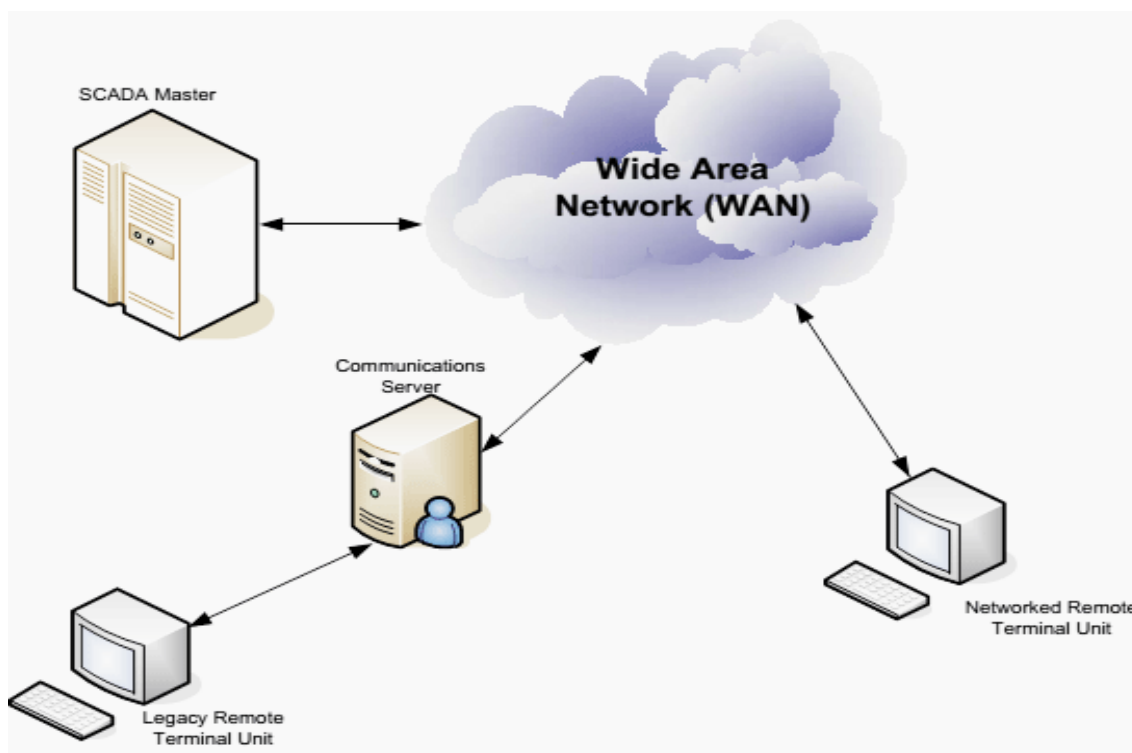 SCADA Master
Wide Area
Network (WAN)
Communications
Server
Networked Remote
Terminal Unit
Legacy Remote
Terminal Unit